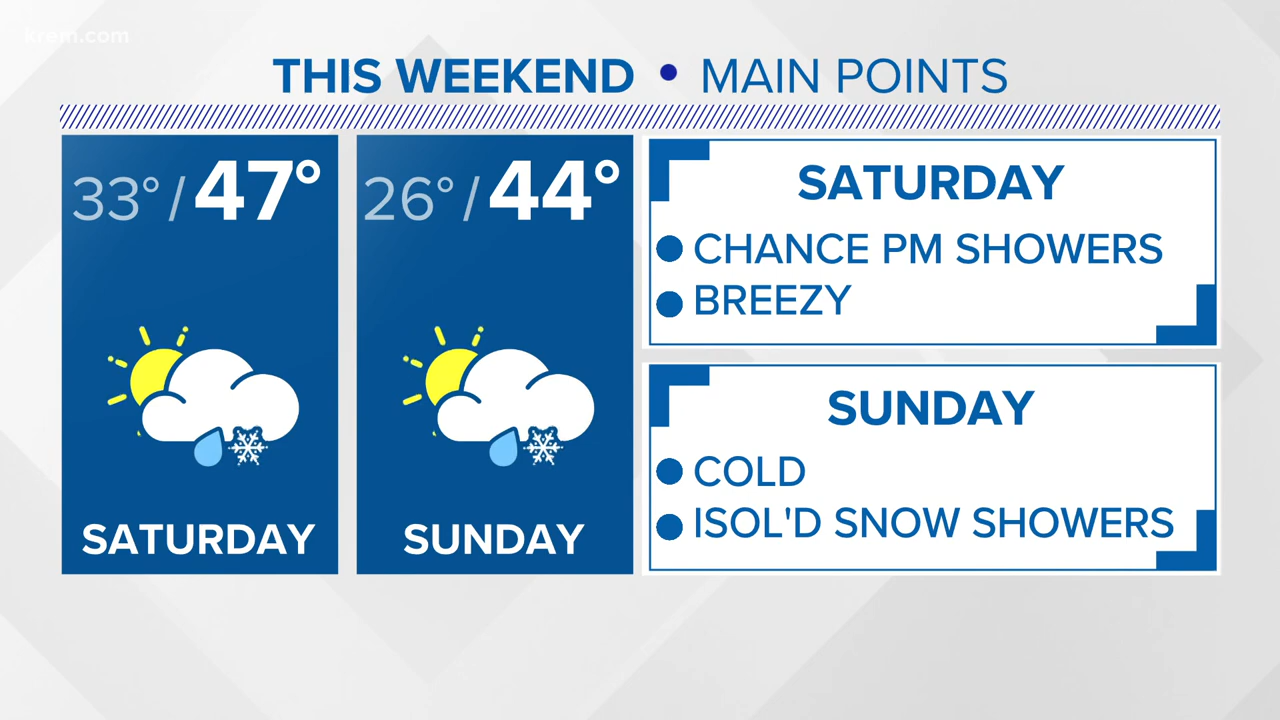 krem.com
THIS WEEKEND • MAIN POINTS
33°/47°
SATURDAY
26°/44°
SUNDAY
SATURDAY
● CHANCE PM SHOWERS
● BREEZY
SUNDAY
● COLD
● ISOL'D SNOW SHOWERS